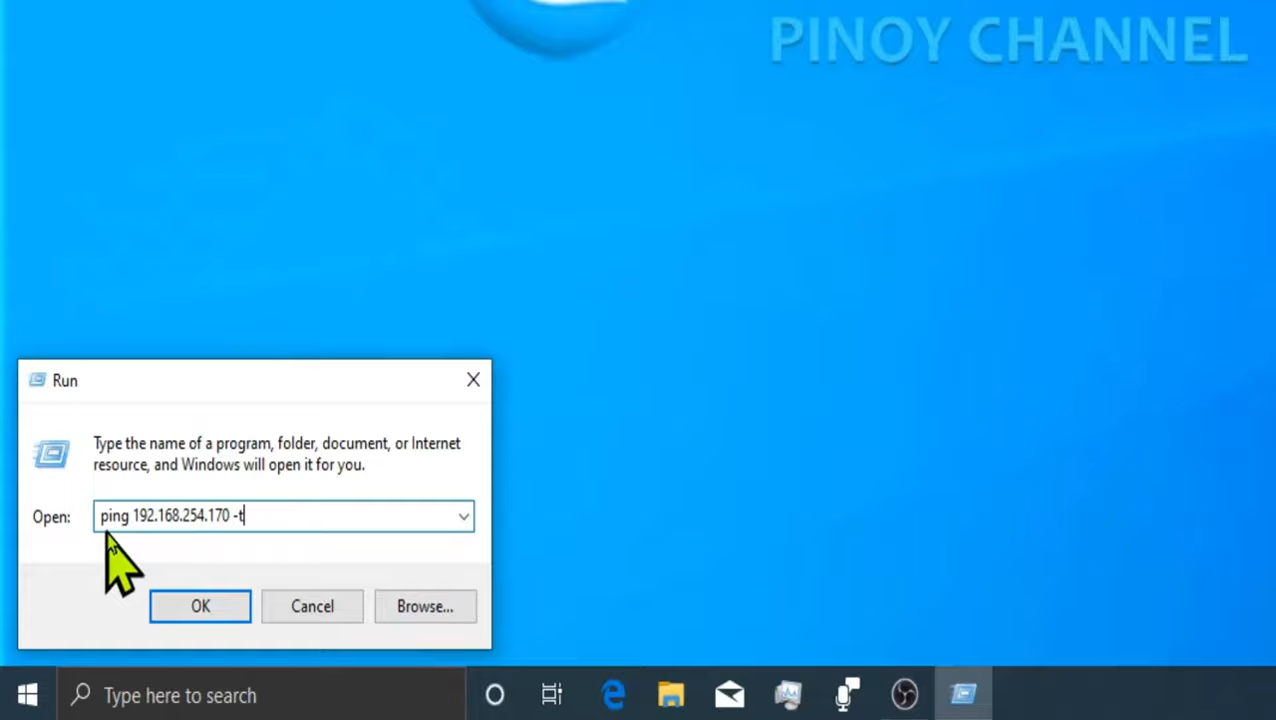 PINOY CHANNEL
Run
Type the name of a program, folder, document, or Internet
resource, and Windows will open it for you.
Open:
ping 192.168.254.170 -t
OK
Cancel
Browse...
Type here to search